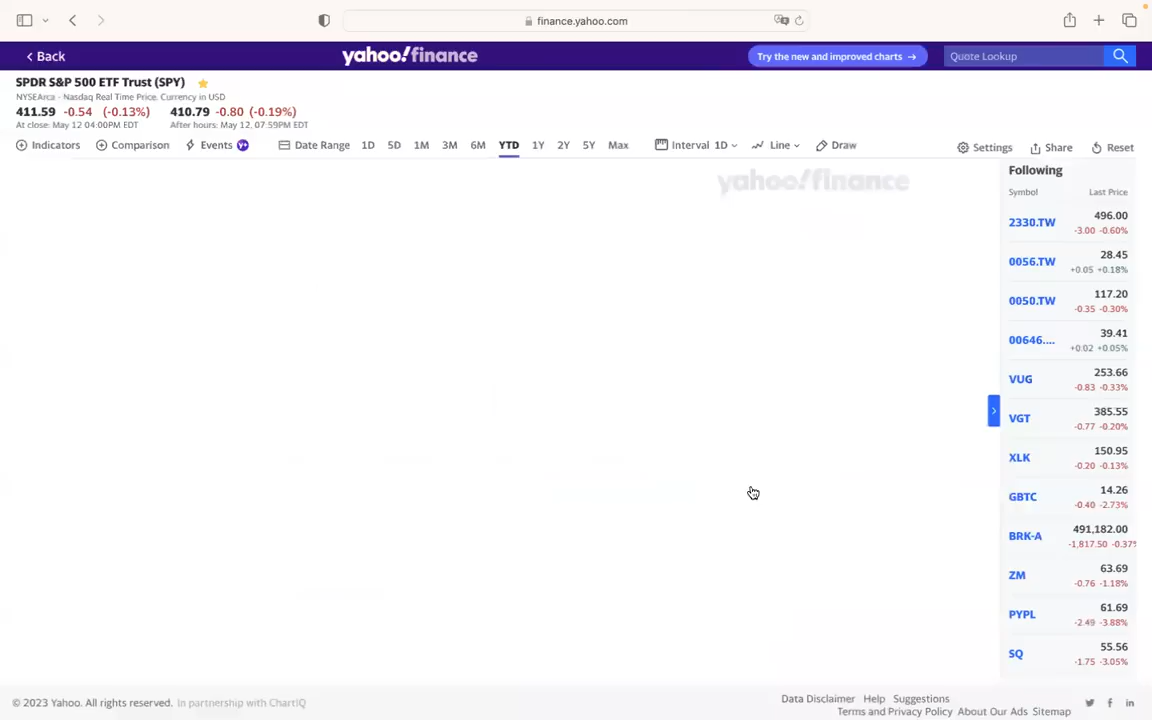 finance.yahoo.com
Back
yahoo!finance
Try the new and improved charts →
Quote Lookup
SPDR S&P 500 ETF Trust (SPY)
NYSEArca - Nasdaq Real Time Price. Currency in USD
411.59 -0.54 (-0.13%) 410.79 -0.80 (-0.19%)
At close: May 12 04:00PM EDT After hours: May 12, 07:59PM EDT
Indicators Comparison Events Y+ Date Range 1D 5D 1M 3M 6M YTD 1Y 2Y 5Y Max Interval 1D Line Draw Settings Share Reset
yahoo!finance
Following
Symbol Last Price
2330.TW 496.00
-3.00 -0.60%
0056.TW 28.45
+0.05 +0.18%
0050.TW 117.20
-0.35 -0.30%
00646.... 39.41
+0.02 +0.05%
VUG 253.66
-0.83 -0.33%
VGT 385.55
-0.77 -0.20%
XLK 150.95
-0.20 -0.13%
GBTC 14.26
-0.40 -2.73%
BRK-A 491,182.00
-1,817.50 -0.37%
ZM 63.69
-0.76 -1.18%
PYPL 61.69
-2.49 -3.88%
SQ 55.56
-1.75 -3.05%
© 2023 Yahoo. All rights reserved. In partnership with ChartIQ
Data Disclaimer Help Suggestions
Terms and Privacy Policy About Our Ads Sitemap